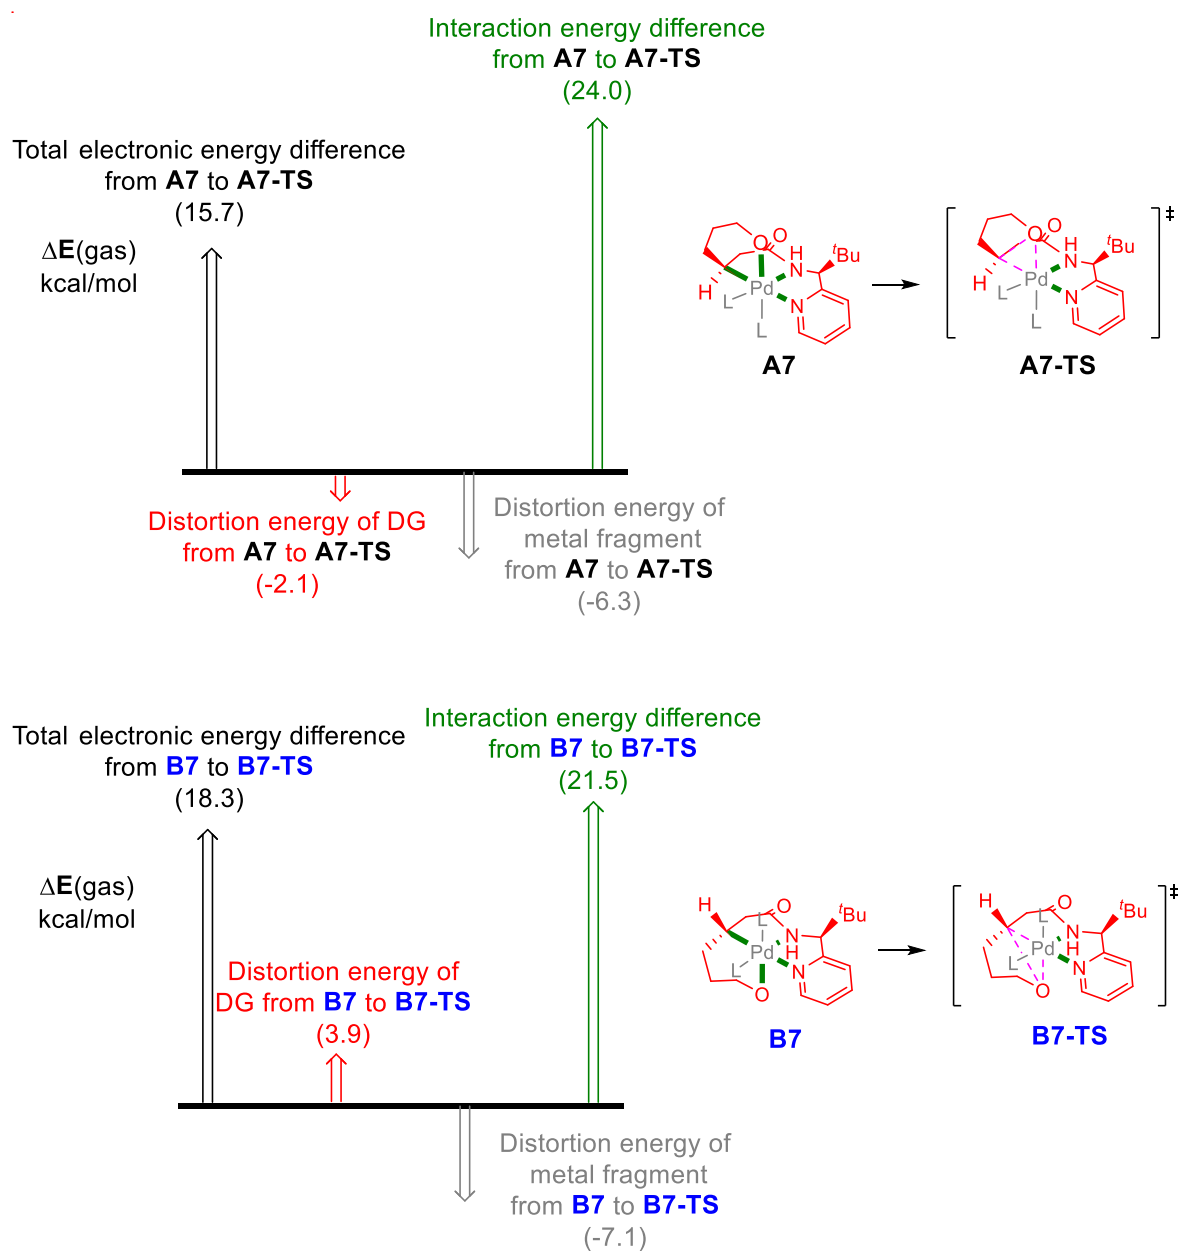 Interaction energy difference
from A7 to A7-TS
(24.0)
Total electronic energy difference
from A7 to A7-TS
(15.7)
ΔE(gas)
kcal/mol
Distortion energy of DG
from A7 to A7-TS
(-2.1)
Distortion energy of
metal fragment
from A7 to A7-TS
(-6.3)
O
O
H
N
tBu
H
Pd
L
N
L
A7
O
O
H
N
tBu
H
Pd
L
N
L
‡
A7-TS
Interaction energy difference
from B7 to B7-TS
(21.5)
Total electronic energy difference
from B7 to B7-TS
(18.3)
ΔE(gas)
kcal/mol
Distortion energy of
DG from B7 to B7-TS
(3.9)
Distortion energy of
metal fragment
from B7 to B7-TS
(-7.1)
H
L
O
tBu
N
Pd
H
L
N
O
B7
H
L
O
tBu
N
Pd
H
L
N
O
‡
B7-TS